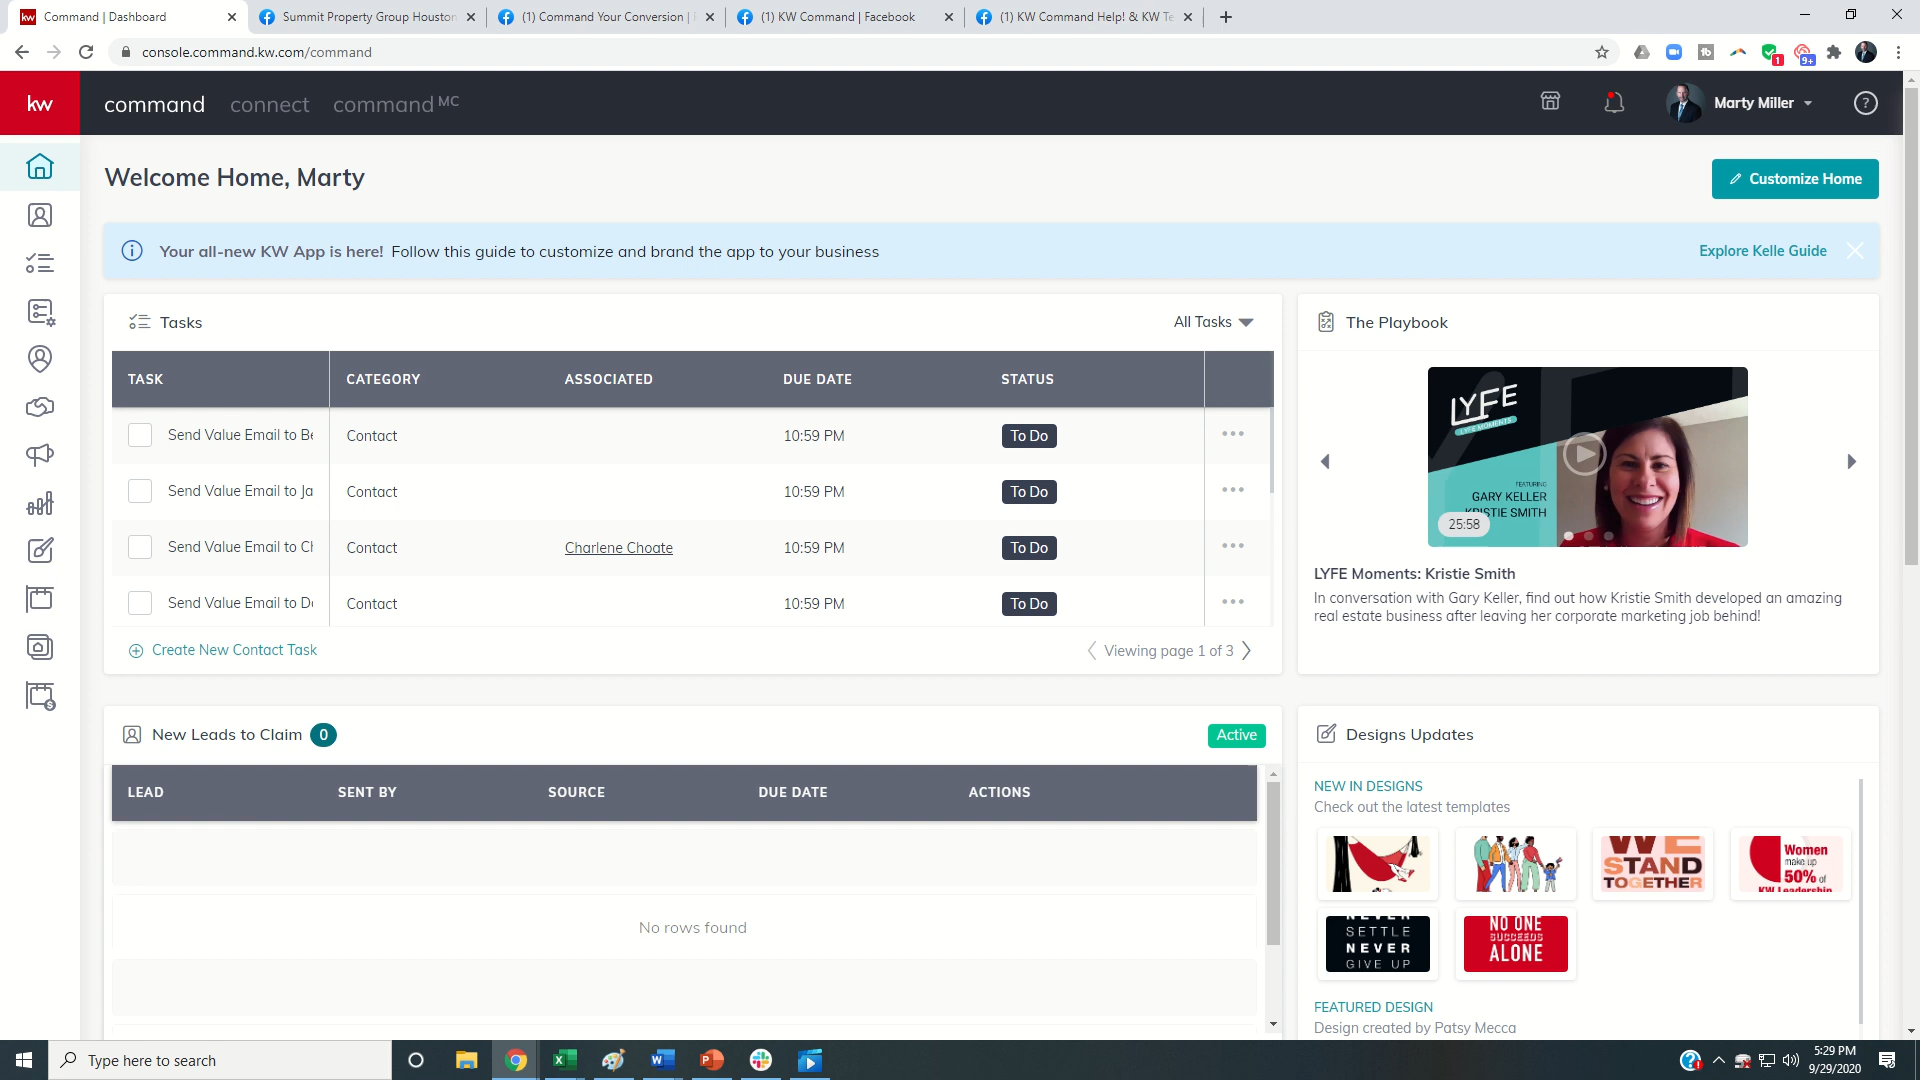 Command | Dashboard
Summit Property Group Houston
(1) Command Your Conversion |
(1) KW Command | Facebook
(1) KW Command Help! & KW Te
console.command.kw.com/command
1
9+
kw
command
connect
command MC
Marty Miller
Welcome Home, Marty
Customize Home
Your all-new KW App is here! Follow this guide to customize and brand the app to your business
Explore Kelle Guide
Tasks
All Tasks
TASK
CATEGORY
ASSOCIATED
DUE DATE
STATUS
Send Value Email to Be
Contact
10:59 PM
To Do
Send Value Email to Ja
Contact
10:59 PM
To Do
Send Value Email to Ch
Contact
Charlene Choate
10:59 PM
To Do
Send Value Email to De
Contact
10:59 PM
To Do
Create New Contact Task
Viewing page 1 of 3
The Playbook
LYFE
LYFE MOMENTS
FEATURING
GARY KELLER
KRISTIE SMITH
25:58
LYFE Moments: Kristie Smith
In conversation with Gary Keller, find out how Kristie Smith developed an amazing
real estate business after leaving her corporate marketing job behind!
New Leads to Claim 0
Active
LEAD
SENT BY
SOURCE
DUE DATE
ACTIONS
No rows found
Designs Updates
NEW IN DESIGNS
Check out the latest templates
WE
STAND
TOGETHER
Women
make up
50% of
KW Leadership
NEVER
SETTLE
NEVER
GIVE UP
NO ONE
SUCCEEDS
ALONE
FEATURED DESIGN
Design created by Patsy Mecca
Type here to search
5:29 PM
9/29/2020